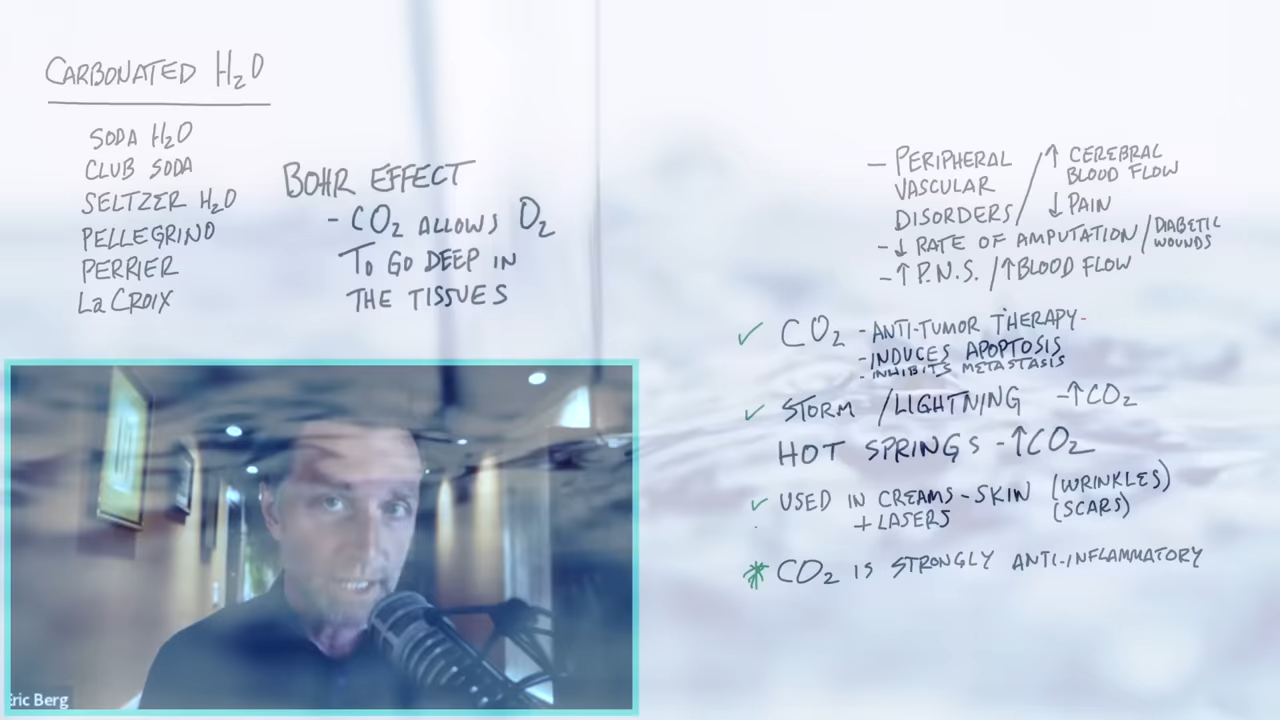 CARBONATED H2O
SODA H2O
CLUB SODA
SELTZER H2O
PELLEGRINO
PERRIER
La CROIX
BOHR EFFECT
- CO2 ALLOWS O2
TO GO DEEP IN
THE TISSUES
- PERIPHERAL
VASCULAR
DISORDERS /
↑ CEREBRAL
BLOOD FLOW
↓ PAIN
- ↓ RATE OF AMPUTATION / DIABETIC
WOUNDS
- ↑ P.N.S. / ↑ BLOOD FLOW
✓ CO2 - ANTI-TUMOR THERAPY -
- INDUCES APOPTOSIS
- INHIBITS METASTASIS
✓ STORM / LIGHTNING - ↑ CO2
HOT SPRINGS - ↑ CO2
✓ USED IN CREAMS - SKIN (WRINKLES)
+ LASERS (SCARS)
* CO2 IS STRONGLY ANTI-INFLAMMATORY
Eric Berg